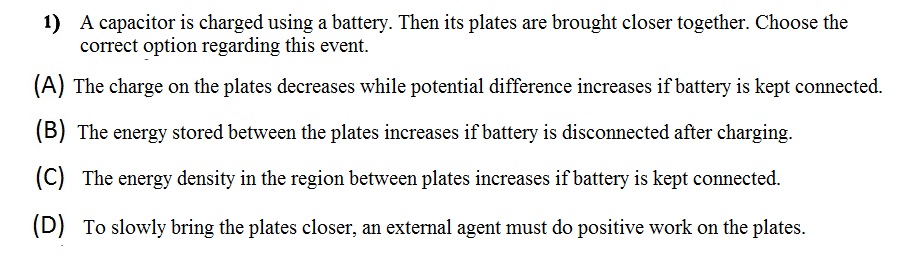 1) A capacitor is charged using a battery. Then its plates are brought closer together. Choose the
correct option regarding this event.
(A) The charge on the plates decreases while potential difference increases if battery is kept connected.
(B) The energy stored between the plates increases if battery is disconnected after charging.
(C) The energy density in the region between plates increases if battery is kept connected.
(D) To slowly bring the plates closer, an external agent must do positive work on the plates.